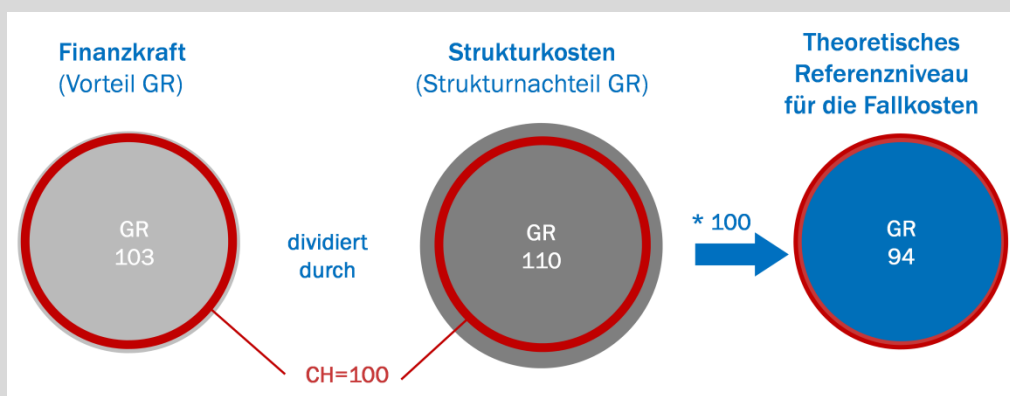 Finanzkraft
(Vorteil GR)
Strukturkosten
(Strukturnachteil GR)
Theoretisches
Referenzniveau
für die Fallkosten
GR
103
dividiert
durch
GR
110
* 100
GR
94
CH=100